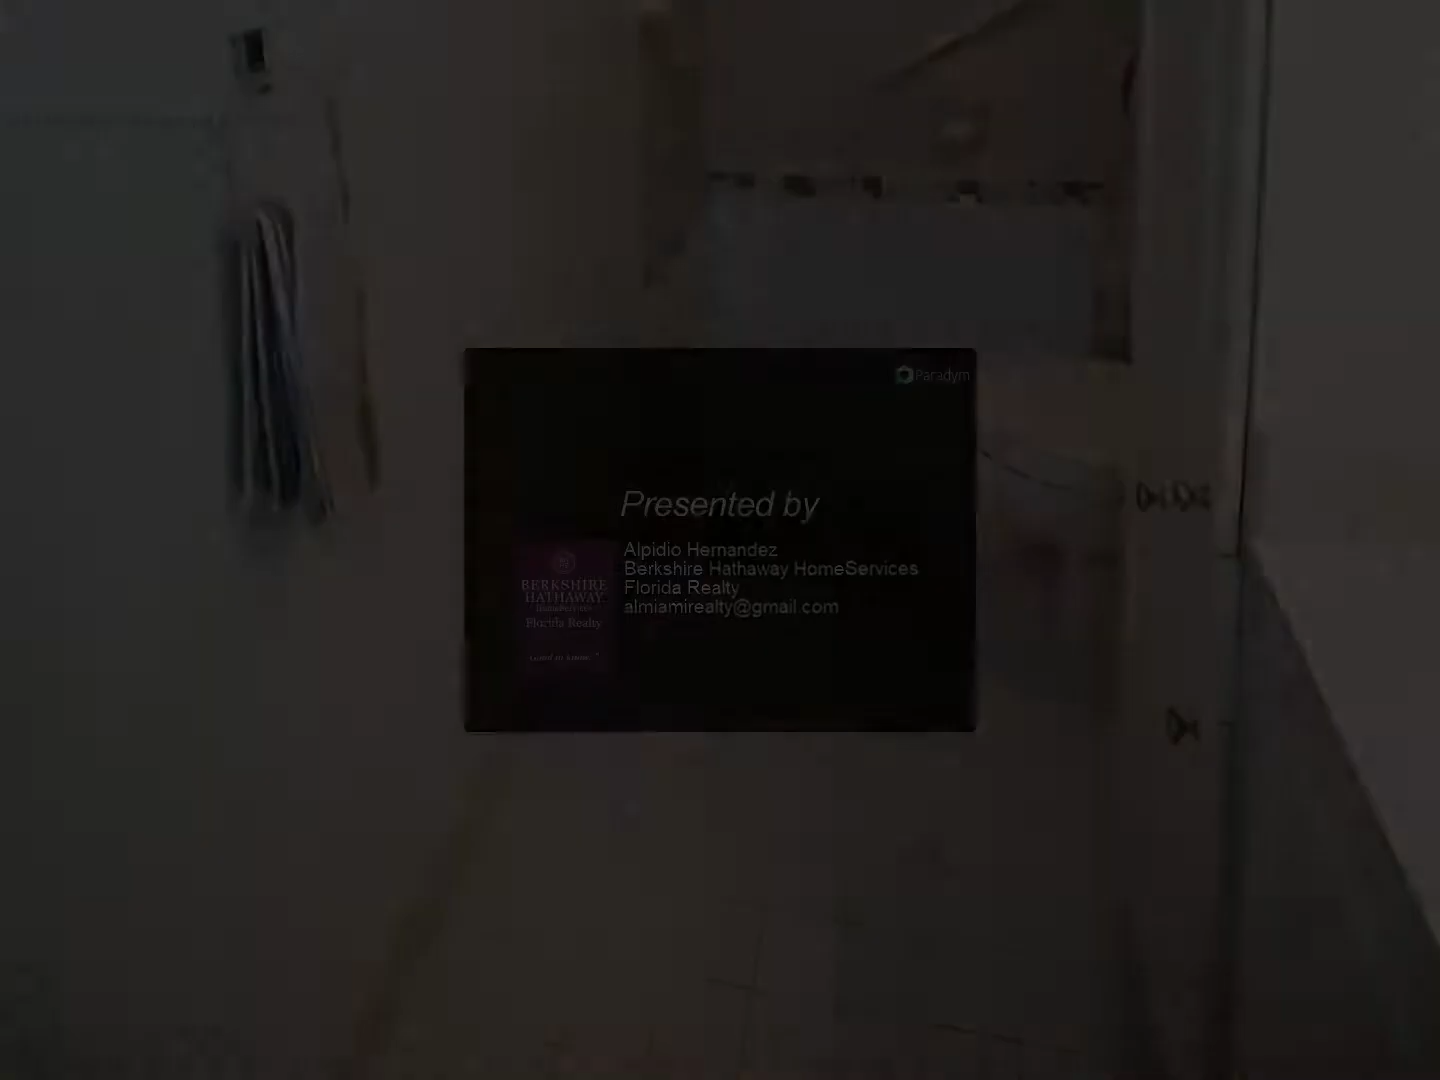 Paradym
Presented by
Alpidio Hernandez
Berkshire Hathaway HomeServices
Florida Realty
almiamirealty@gmail.com
BERKSHIRE
HATHAWAY
HomeServices
Florida Realty